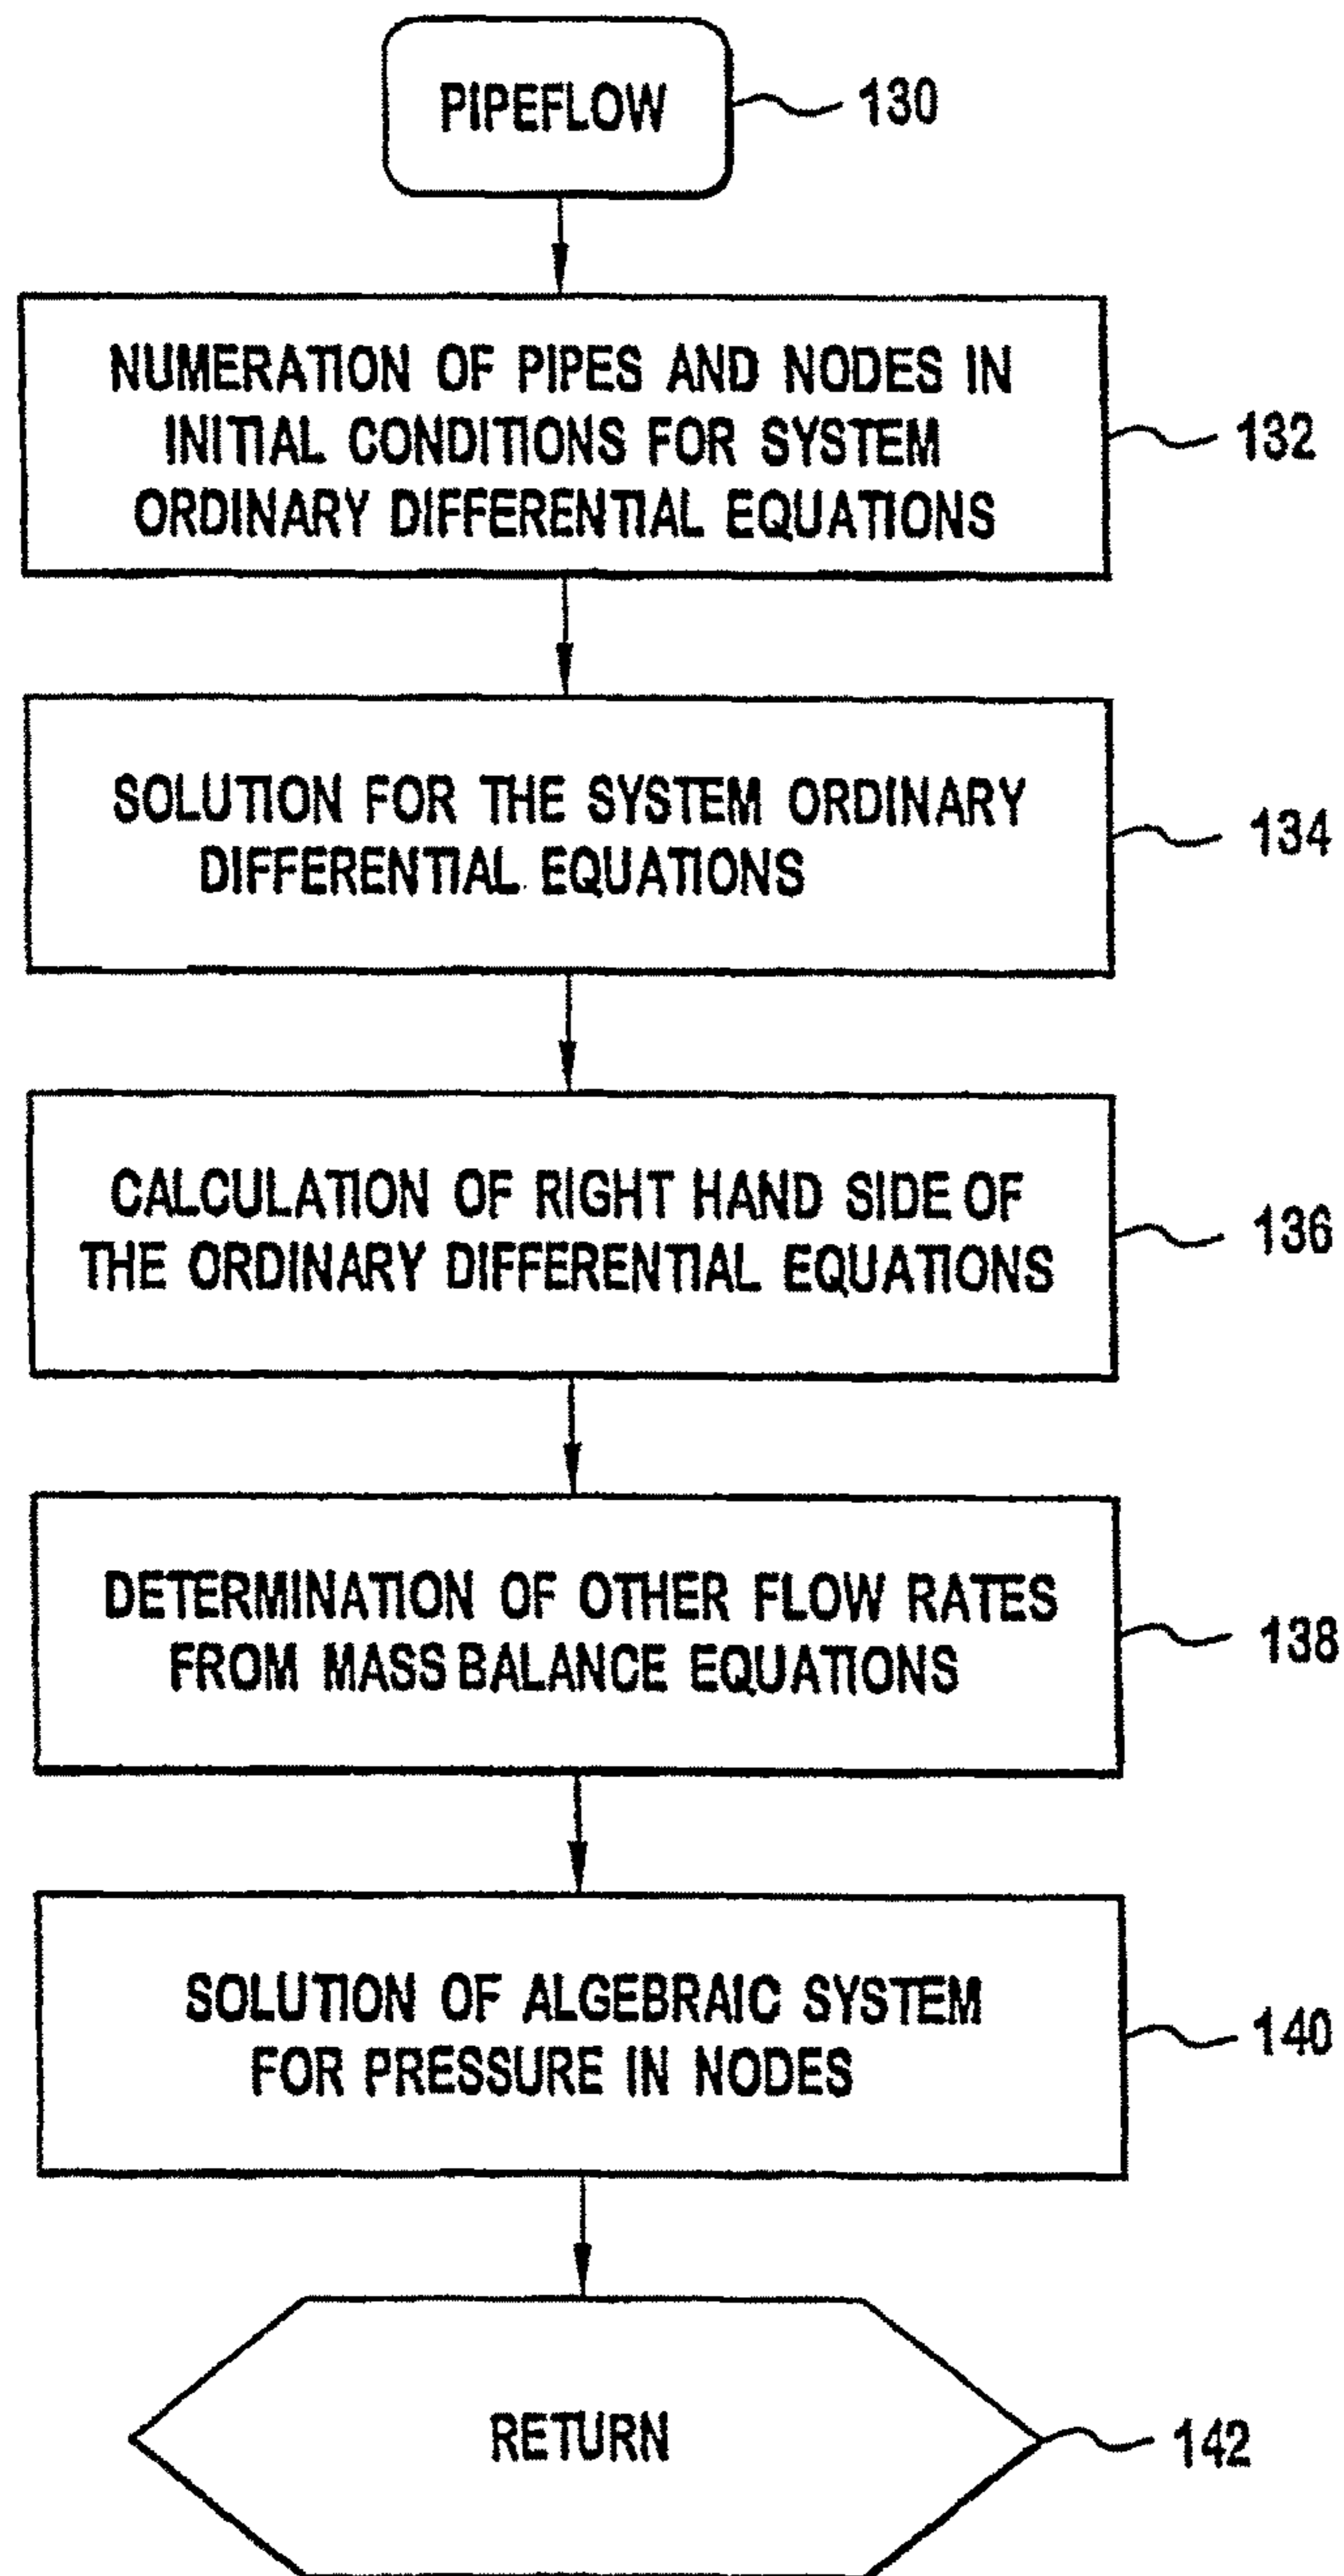 PIPEFLOW
130
NUMERATION OF PIPES AND NODES IN
INITIAL CONDITIONS FOR SYSTEM
ORDINARY DIFFERENTIAL EQUATIONS
132
SOLUTION FOR THE SYSTEM ORDINARY
DIFFERENTIAL EQUATIONS
134
CALCULATION OF RIGHT HAND SIDE OF
THE ORDINARY DIFFERENTIAL EQUATIONS
136
DETERMINATION OF OTHER FLOW RATES
FROM MASS BALANCE EQUATIONS
138
SOLUTION OF ALGEBRAIC SYSTEM
FOR PRESSURE IN NODES
140
RETURN
142